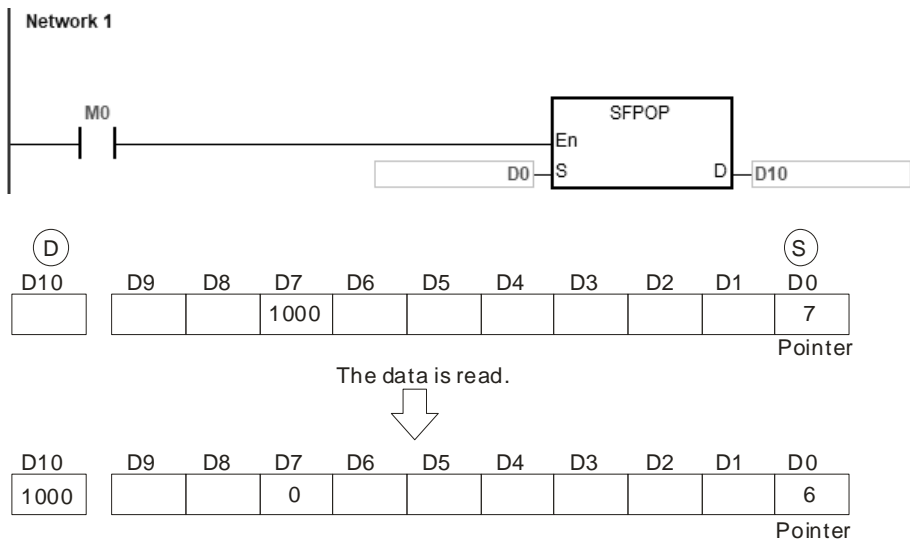 Network 1
M0
SFPOP
En
D0 S D D10
D S
D10 D9 D8 D7 D6 D5 D4 D3 D2 D1 D0
1000 7
Pointer
The data is read.
D10 D9 D8 D7 D6 D5 D4 D3 D2 D1 D0
1000 0 6
Pointer